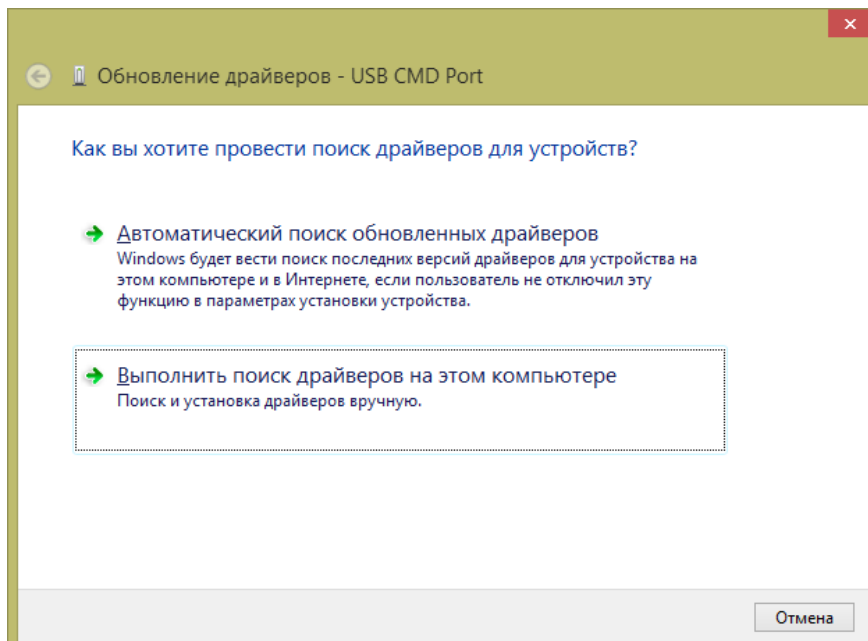 Обновление драйверов - USB CMD Port
Как вы хотите провести поиск драйверов для устройств?
Автоматический поиск обновленных драйверов
Windows будет вести поиск последних версий драйверов для устройства на
этом компьютере и в Интернете, если пользователь не отключил эту
функцию в параметрах установки устройства.
Выполнить поиск драйверов на этом компьютере
Поиск и установка драйверов вручную.
Отмена